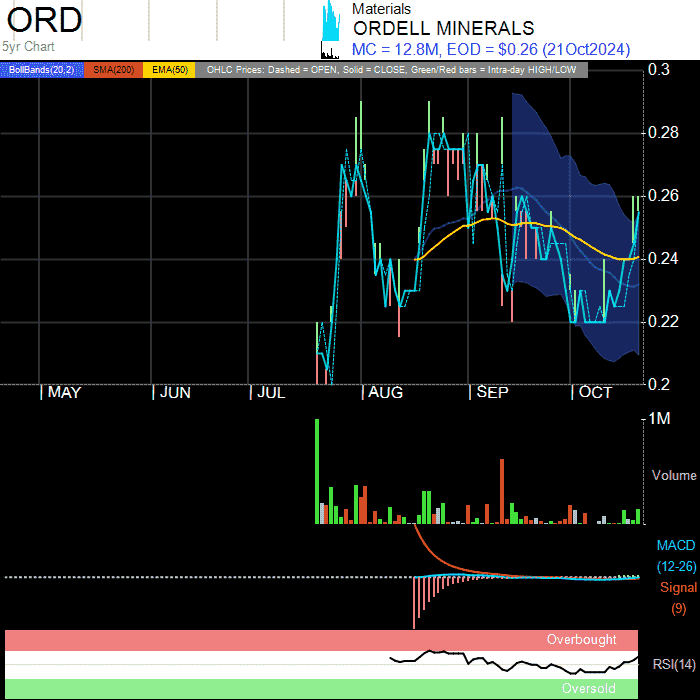 ORD
5yr Chart
Materials
ORDELL MINERALS
MC = 12.8M, EOD = $0.26 (21Oct2024)
BollBands(20,2) SMA(200) EMA(50) OHLC Prices: Dashed = OPEN, Solid = CLOSE, Green/Red bars = Intra-day HIGH/LOW
0.3
0.28
0.26
0.24
0.22
0.2
MAY JUN JUL AUG SEP OCT
1M
Volume
MACD
(12-26)
Signal
(9)
Overbought
RSI(14)
Oversold